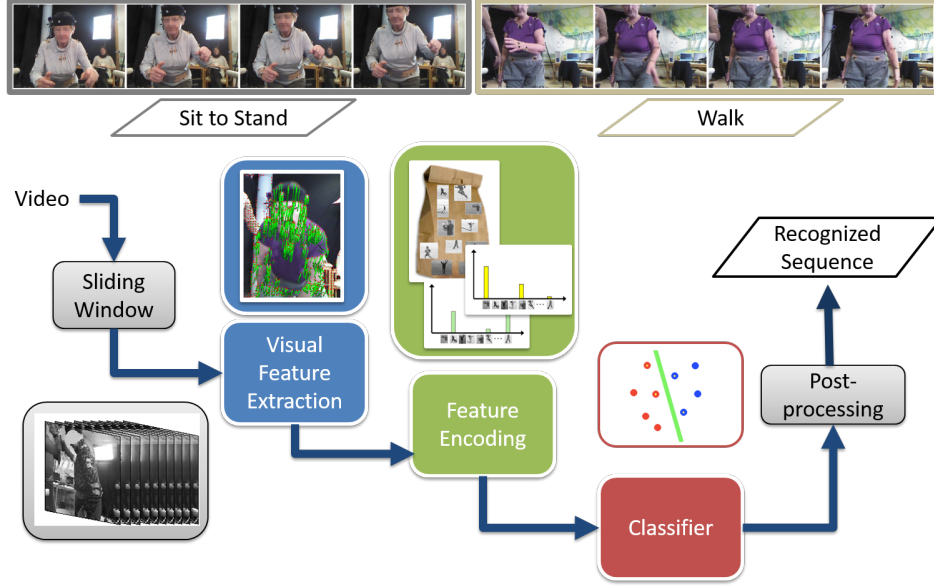 Sit to Stand
Walk
Video
Sliding
Window
Visual
Feature
Extraction
Feature
Encoding
Classifier
Post-
processing
Recognized
Sequence